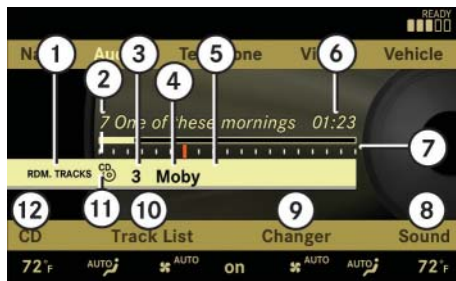 READY
Vehicle
1 2 3 4 5 6
7 One of these mornings 01:23
7
RDM. TRACKS CD 3 Moby
12 11 10 9 8
CD Track List Changer Sound
72°F AUTO AUTO on AUTO AUTO 72°F